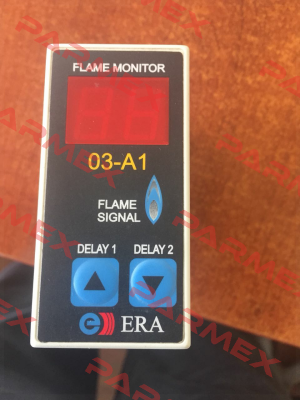 FLAME MONITOR
03-A1
FLAME
SIGNAL
DELAY 1 DELAY 2
e))) ERA
PARMEX